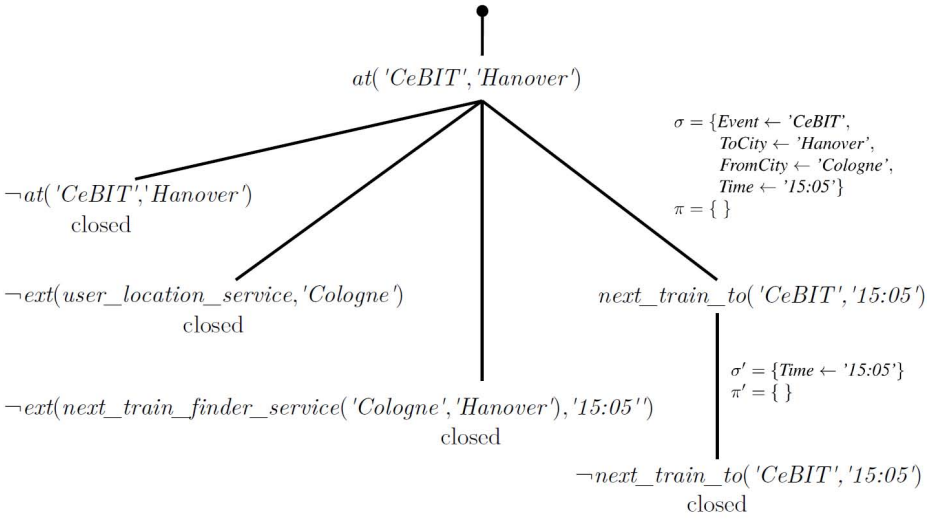 at('CeBIT','Hanover')
σ = {Event ← 'CeBIT',
ToCity ← 'Hanover',
FromCity ← 'Cologne',
Time ← '15:05'}
π = { }
¬at('CeBIT','Hanover')
closed
¬ext(user_location_service,'Cologne')
closed
next_train_to('CeBIT','15:05')
σ′ = {Time ← '15:05'}
π′ = { }
¬ext(next_train_finder_service('Cologne','Hanover'),'15:05'')
closed
¬next_train_to('CeBIT','15:05')
closed